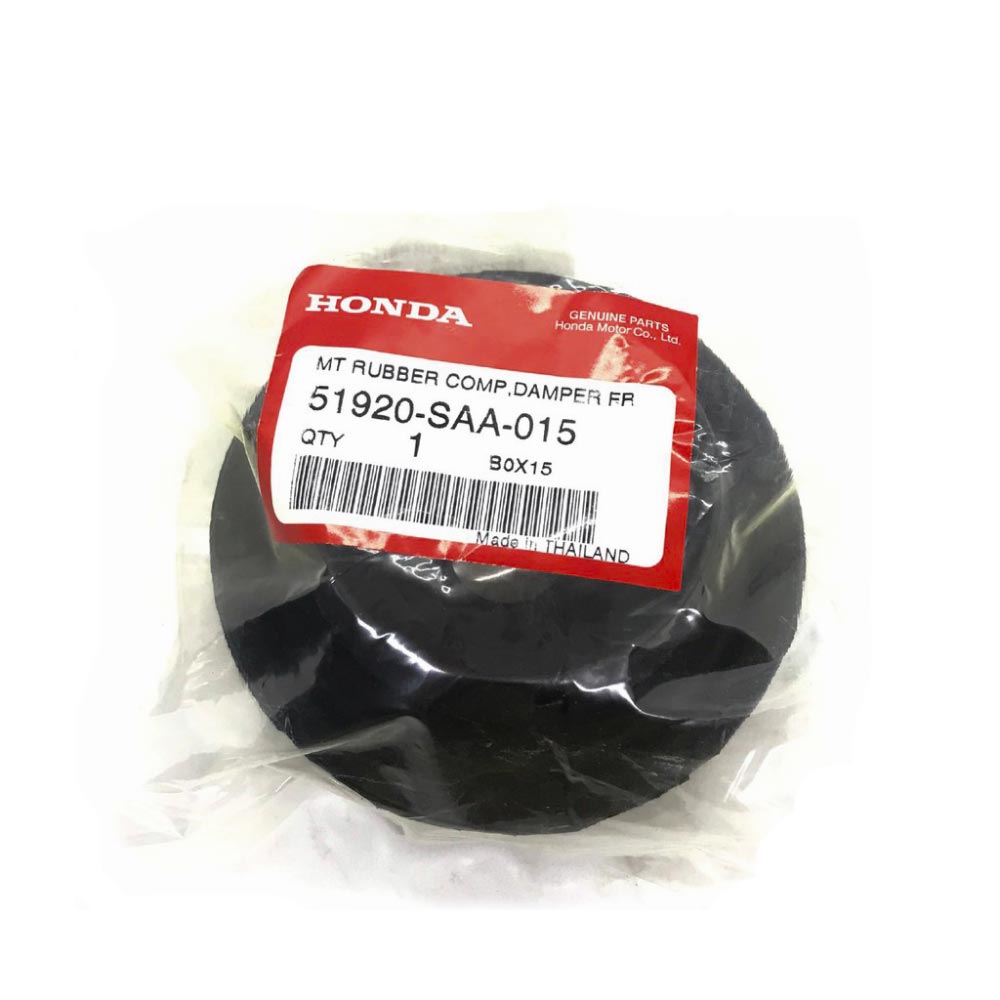 HONDA
GENUINE PARTS
Honda Motor Co., Ltd.
MT RUBBER COMP,DAMPER FR
51920-SAA-015
QTY 1 B0X15
Made in THAILAND